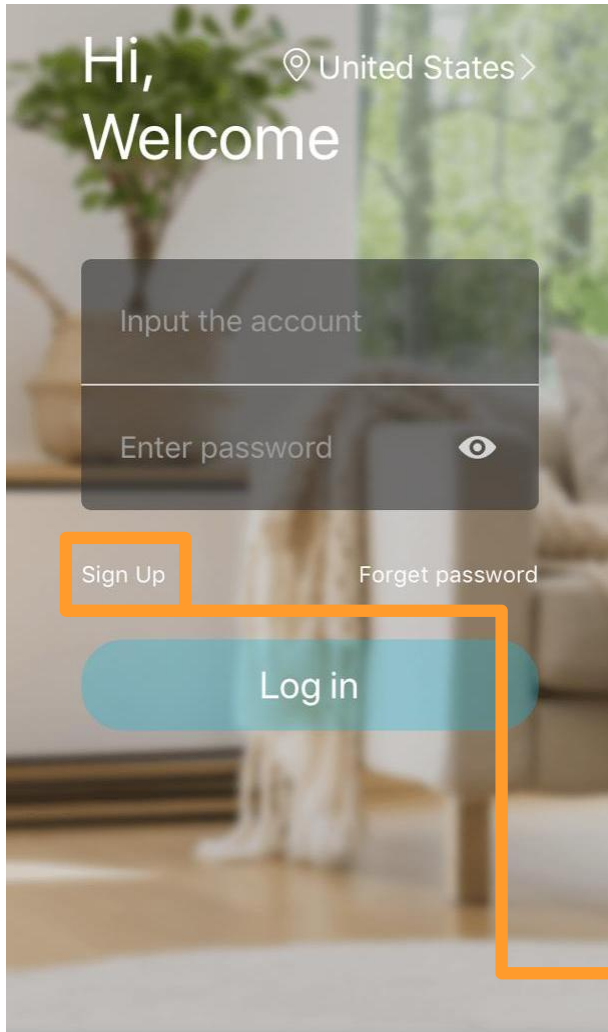 Hi,
United States
Welcome
Input the account
Enter password
Sign Up
Forget password
Log in